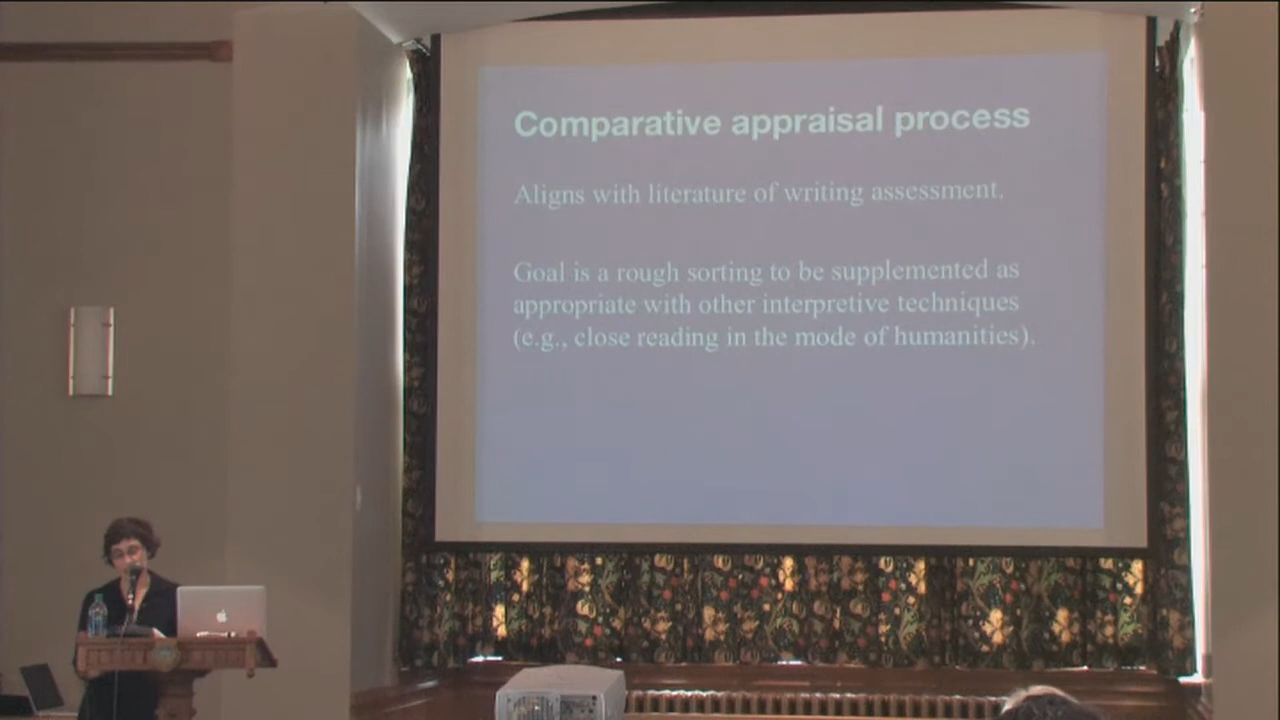 Comparative appraisal process
Aligns with literature of writing assessment.
Goal is a rough sorting to be supplemented as
appropriate with other interpretive techniques
(e.g., close reading in the mode of humanities).